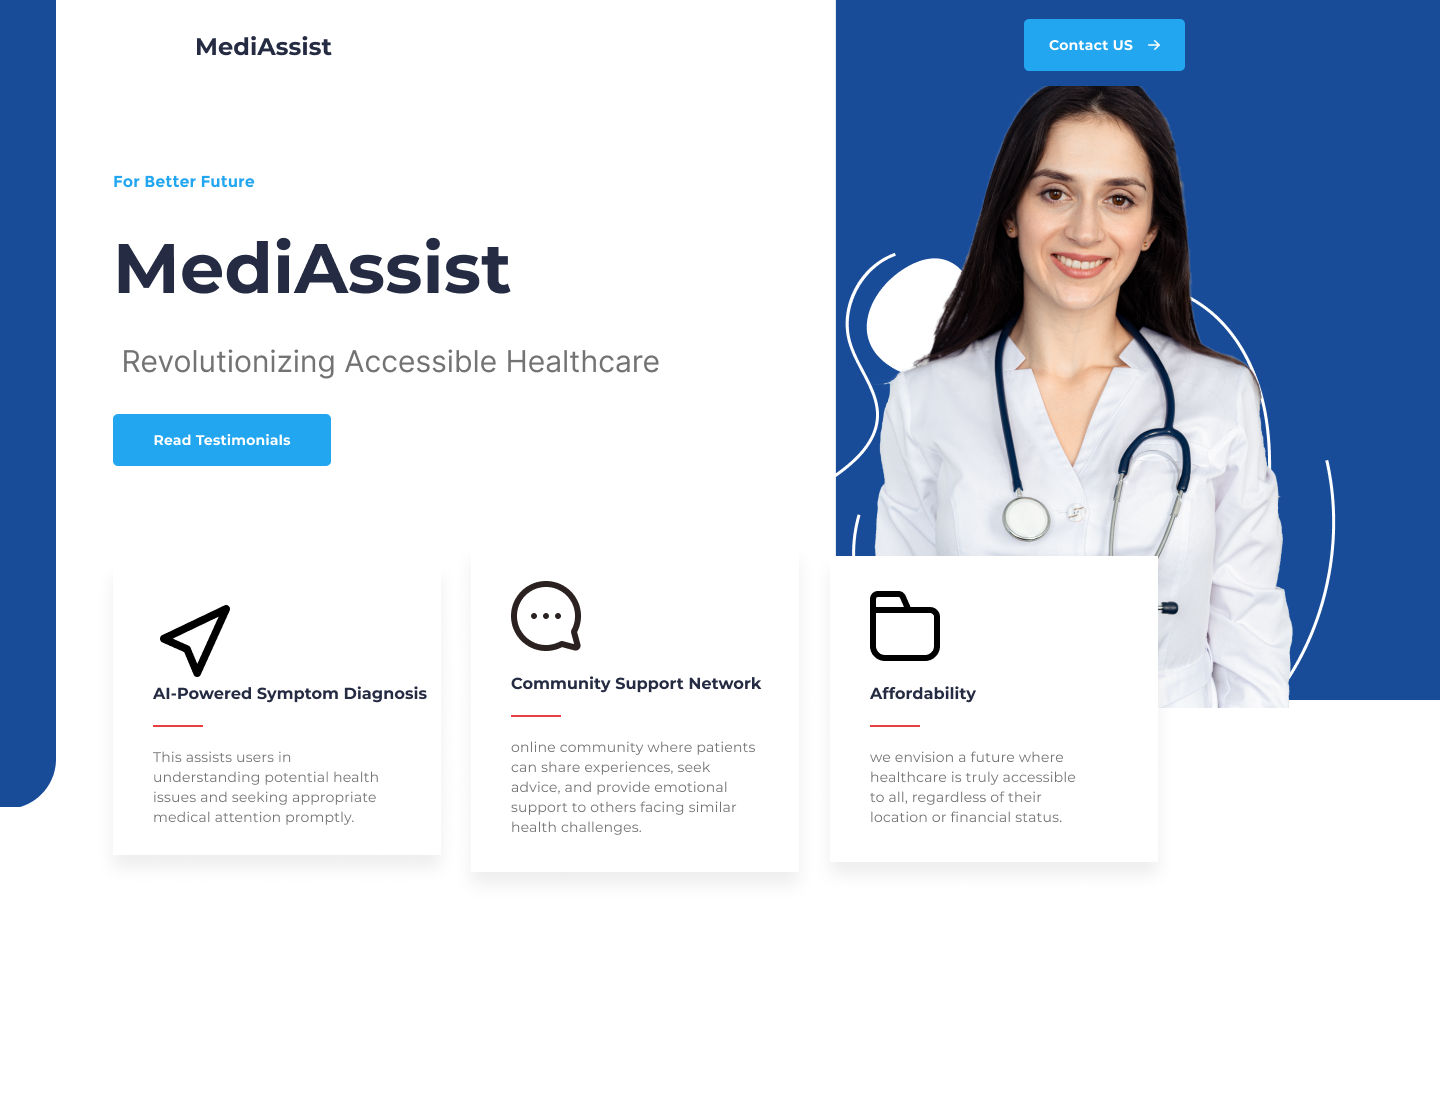 MediAssist
Contact US
For Better Future
MediAssist
Revolutionizing Accessible Healthcare
Read Testimonials
AI-Powered Symptom Diagnosis
This assists users in
understanding potential health
issues and seeking appropriate
medical attention promptly.
Community Support Network
online community where patients
can share experiences, seek
advice, and provide emotional
support to others facing similar
health challenges.
Affordability
we envision a future where
healthcare is truly accessible
to all, regardless of their
location or financial status.